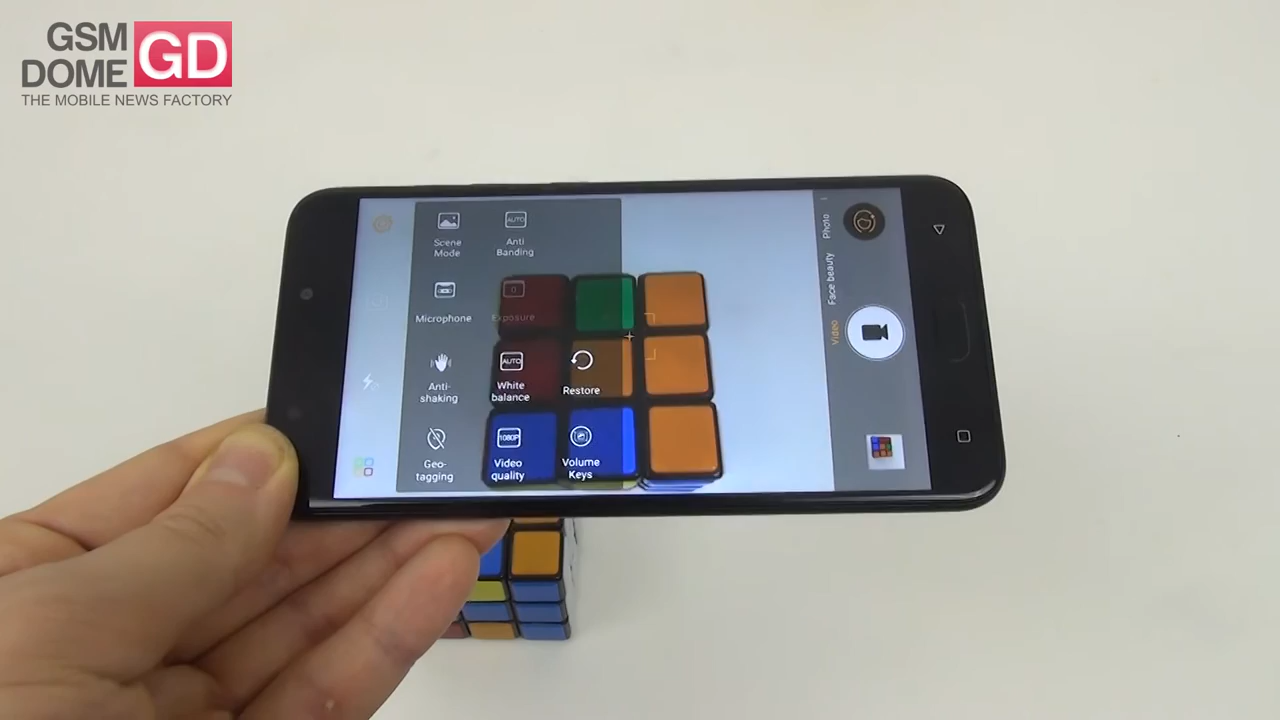 GSM
DOME
GD
THE MOBILE NEWS FACTORY
Scene
Mode
AUTO
Anti
Banding
Microphone
0
Exposure
Anti-
shaking
AUTO
White
balance
Restore
Geo-
tagging
1080P
Video
quality
Volume
Keys
Photo
Face beauty
Video